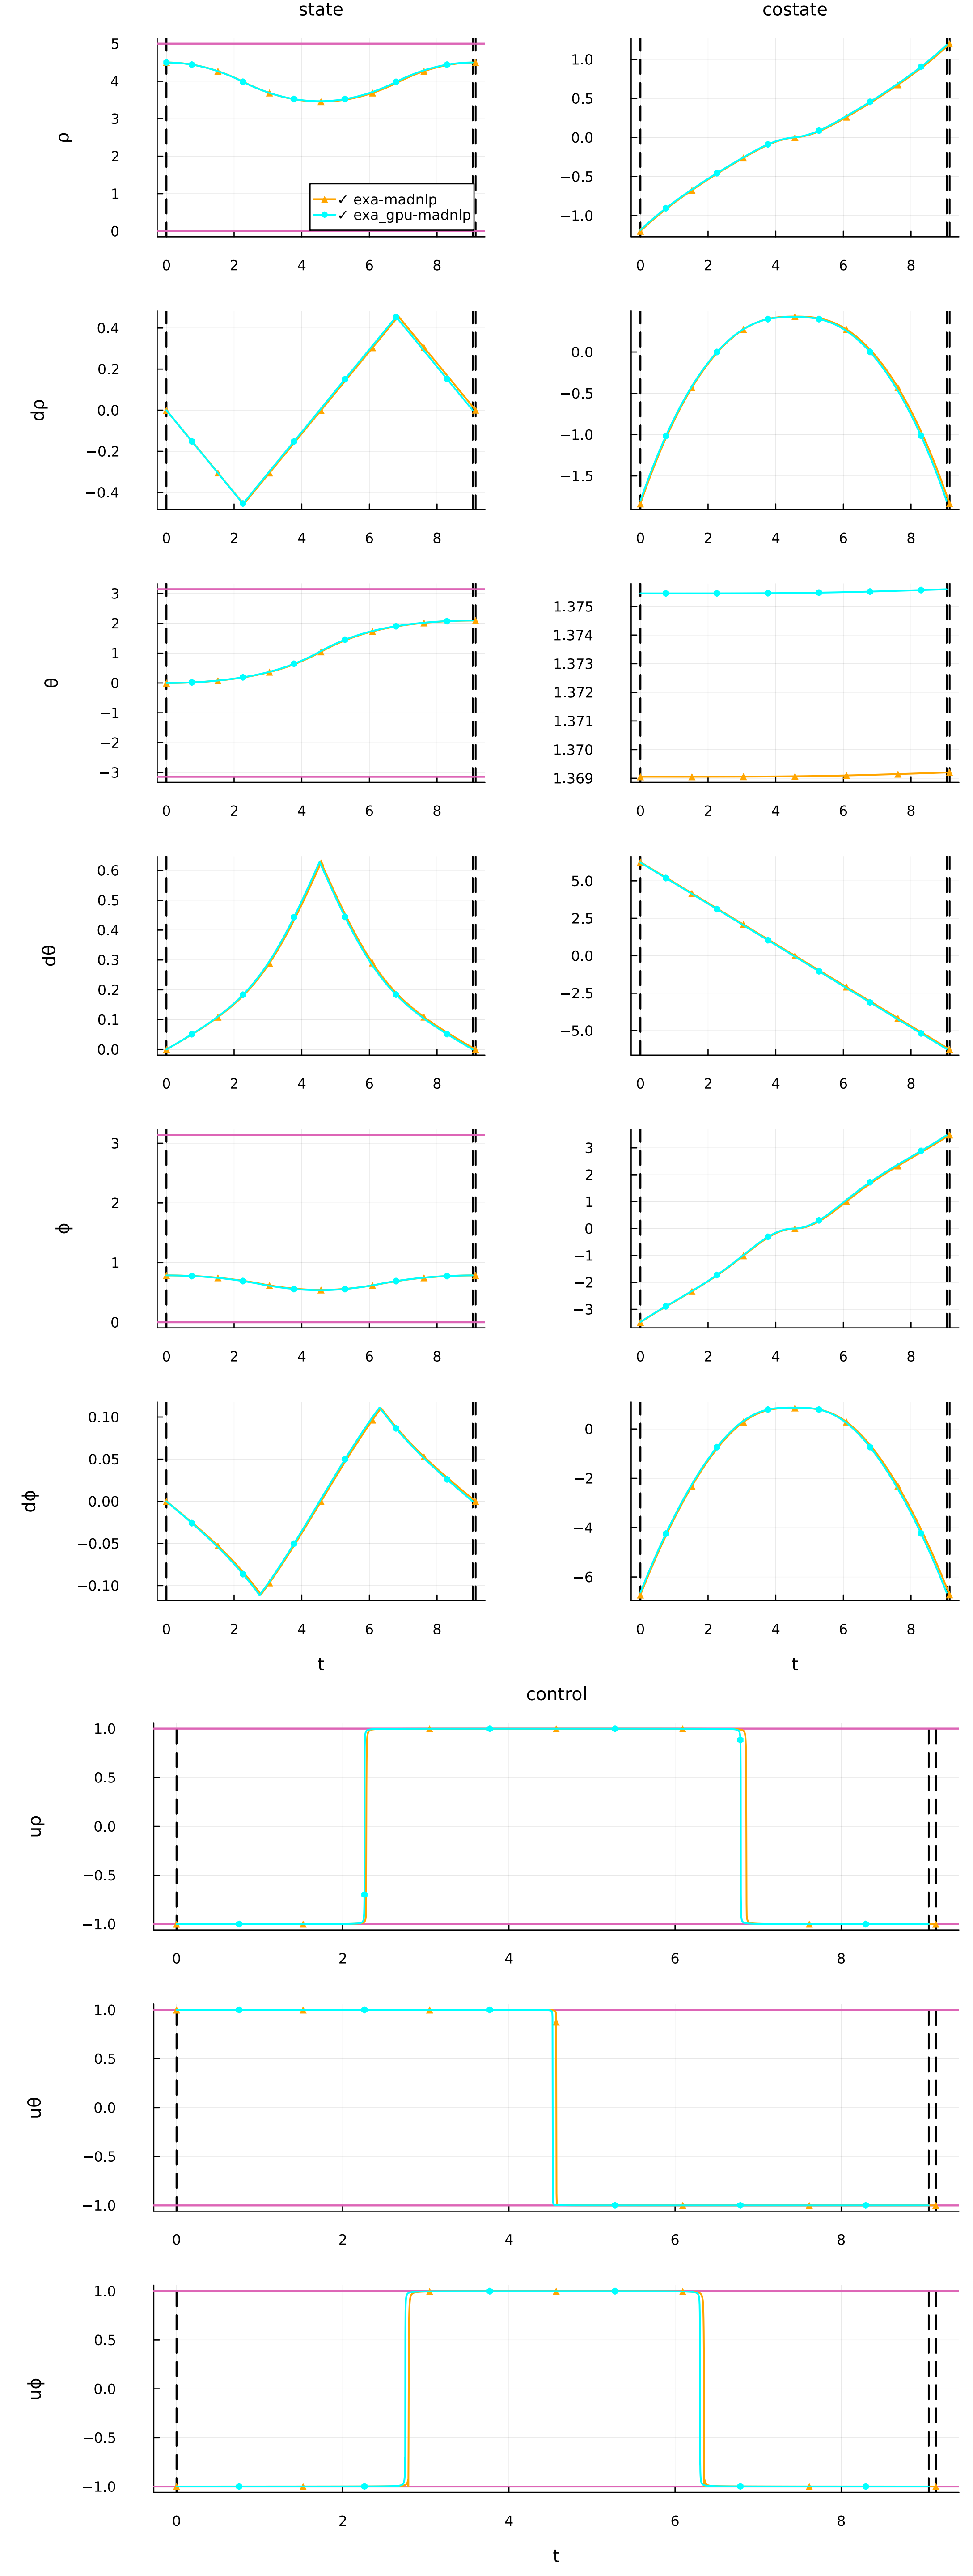 state
costate
ρ
5
4
3
2
1
0
✓ exa-madnlp
✓ exa_gpu-madnlp
0 2 4 6 8
1.0
0.5
0.0
−0.5
−1.0
0 2 4 6 8
dρ
0.4
0.2
0.0
−0.2
−0.4
0 2 4 6 8
0.0
−0.5
−1.0
−1.5
0 2 4 6 8
θ
3
2
1
0
−1
−2
−3
0 2 4 6 8
1.375
1.374
1.373
1.372
1.371
1.370
1.369
0 2 4 6 8
dθ
0.6
0.5
0.4
0.3
0.2
0.1
0.0
0 2 4 6 8
5.0
2.5
0.0
−2.5
−5.0
0 2 4 6 8
ϕ
3
2
1
0
0 2 4 6 8
3
2
1
0
−1
−2
−3
0 2 4 6 8
dϕ
0.10
0.05
0.00
−0.05
−0.10
0 2 4 6 8
t
0
−2
−4
−6
0 2 4 6 8
t
control
uρ
1.0
0.5
0.0
−0.5
−1.0
0 2 4 6 8
uθ
1.0
0.5
0.0
−0.5
−1.0
0 2 4 6 8
uϕ
1.0
0.5
0.0
−0.5
−1.0
0 2 4 6 8
t